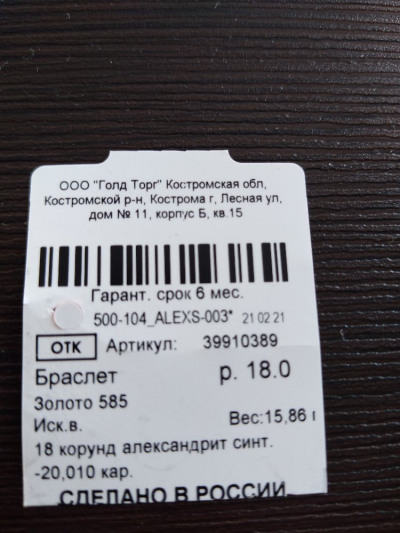 ООО "Голд Торг" Костромская обл,
Костромской р-н, Кострома г, Лесная ул,
дом № 11, корпус Б, кв.15
Гарант. срок 6 мес.
500-104_ALEXS-003* 21 02 21
ОТК Артикул: 39910389
Браслет р. 18.0
Золото 585
Иск.в. Вес:15,86 г
18 корунд александрит синт.
-20,010 кар.
СДЕЛАНО В РОССИИ